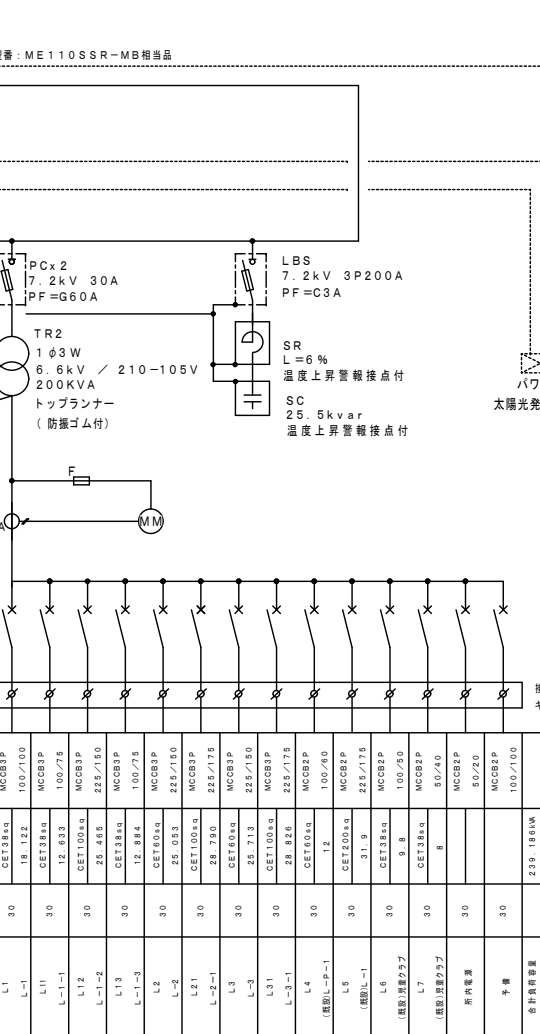 番：ＭＥ１１０ＳＳＲ－ＭＢ相当品
PCx2
7.2kV 30A
PF=G60A
LBS
7.2kV 3P200A
PF=C3A
TR2
1φ3W
6.6kV ／ 210-105V
200KVA
トップランナー
(防振ゴム付)
SR
L=6%
温度上昇警報接点付
SC
25.5kvar
温度上昇警報接点付
パワ
太陽光発
F
A
MM
MCCB3P 100/100
MCCB3P 100/75
MCCB3P 225/150
MCCB3P 100/75
MCCB3P 225/150
MCCB3P 225/175
MCCB3P 225/150
MCCB3P 225/175
MCCB2P 100/60
MCCB2P 225/175
MCCB2P 100/50
MCCB2P 50/40
MCCB2P 50/20
MCCB2P 100/100
CET38sq 18.122
CET38sq 12.633
CET100sq 25.465
CET38sq 12.884
CET60sq 25.053
CET100sq 28.790
CET60sq 25.713
CET100sq 28.826
CET60sq 12
CET200sq 31.9
CET38sq 9.8
CET38sq 8
239.186kVA
30 30 30 30 30 30 30 30 30 30 30 30 30 30
L1 L-1
L11 L-1-1
L12 L-1-2
L13 L-1-3
L2 L-2
L21 L-2-1
L3 L-3
L31 L-3-1
L4 (既設)L-P-1
L5 (既設)L-1
L6 (既設)児童クラブ
L7 (既設)児童クラブ
所内電源
予備
合計負荷容量